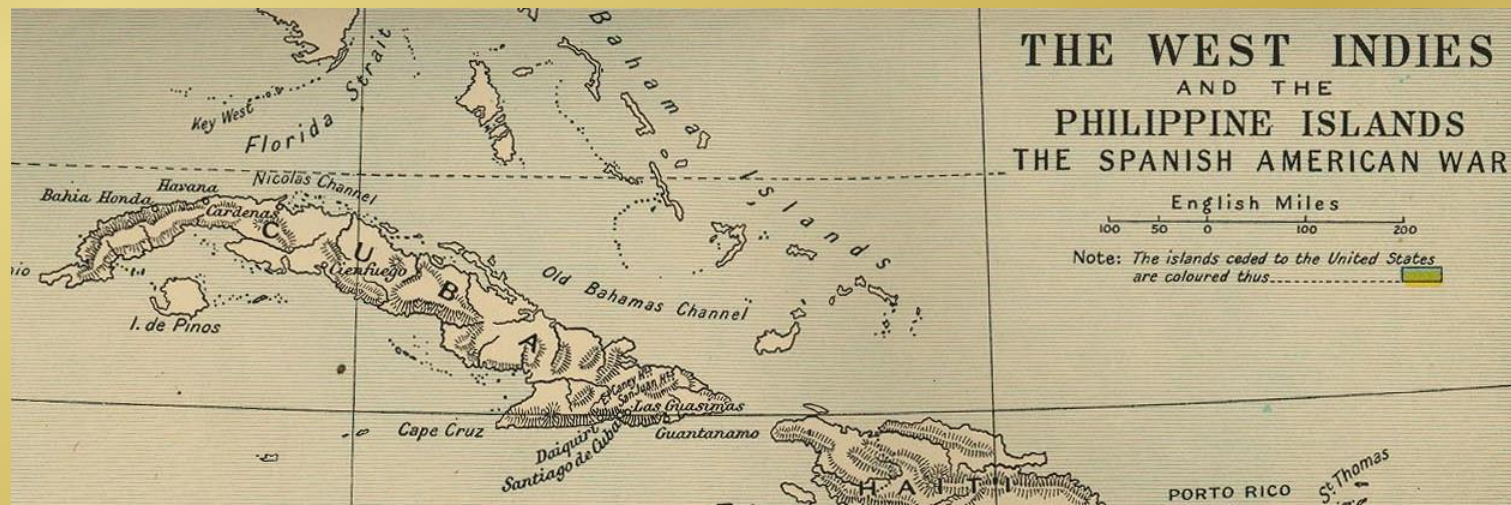 THE WEST INDIES
AND THE
PHILIPPINE ISLANDS
THE SPANISH AMERICAN WAR
English Miles
100 50 0 100 200
Note: The islands ceded to the United States
are coloured thus
Bahama Islands
Florida Strait
Key West
Nicolas Channel
Havana
Bahia Honda
Cardenas
CUBA
Cienfuego
I. de Pinos
Old Bahamas Channel
El Caney Hts
San Juan Hts
Las Guasimas
Cape Cruz
Guantanamo
Daiquiri
Santiago de Cuba
HAITI
PORTO RICO
St Thomas